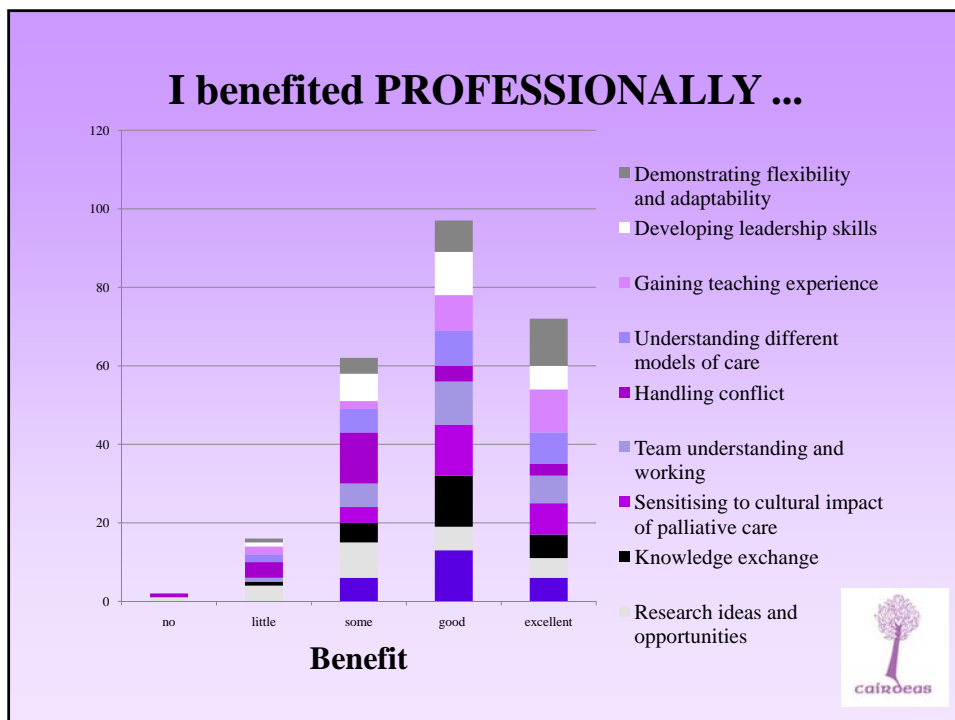 I benefited PROFESSIONALLY ...
120
100
80
60
40
20
0
no little some good excellent
Benefit
Demonstrating flexibility
and adaptability
Developing leadership skills
Gaining teaching experience
Understanding different
models of care
Handling conflict
Team understanding and
working
Sensitising to cultural impact
of palliative care
Knowledge exchange
Research ideas and
opportunities
cairdeas